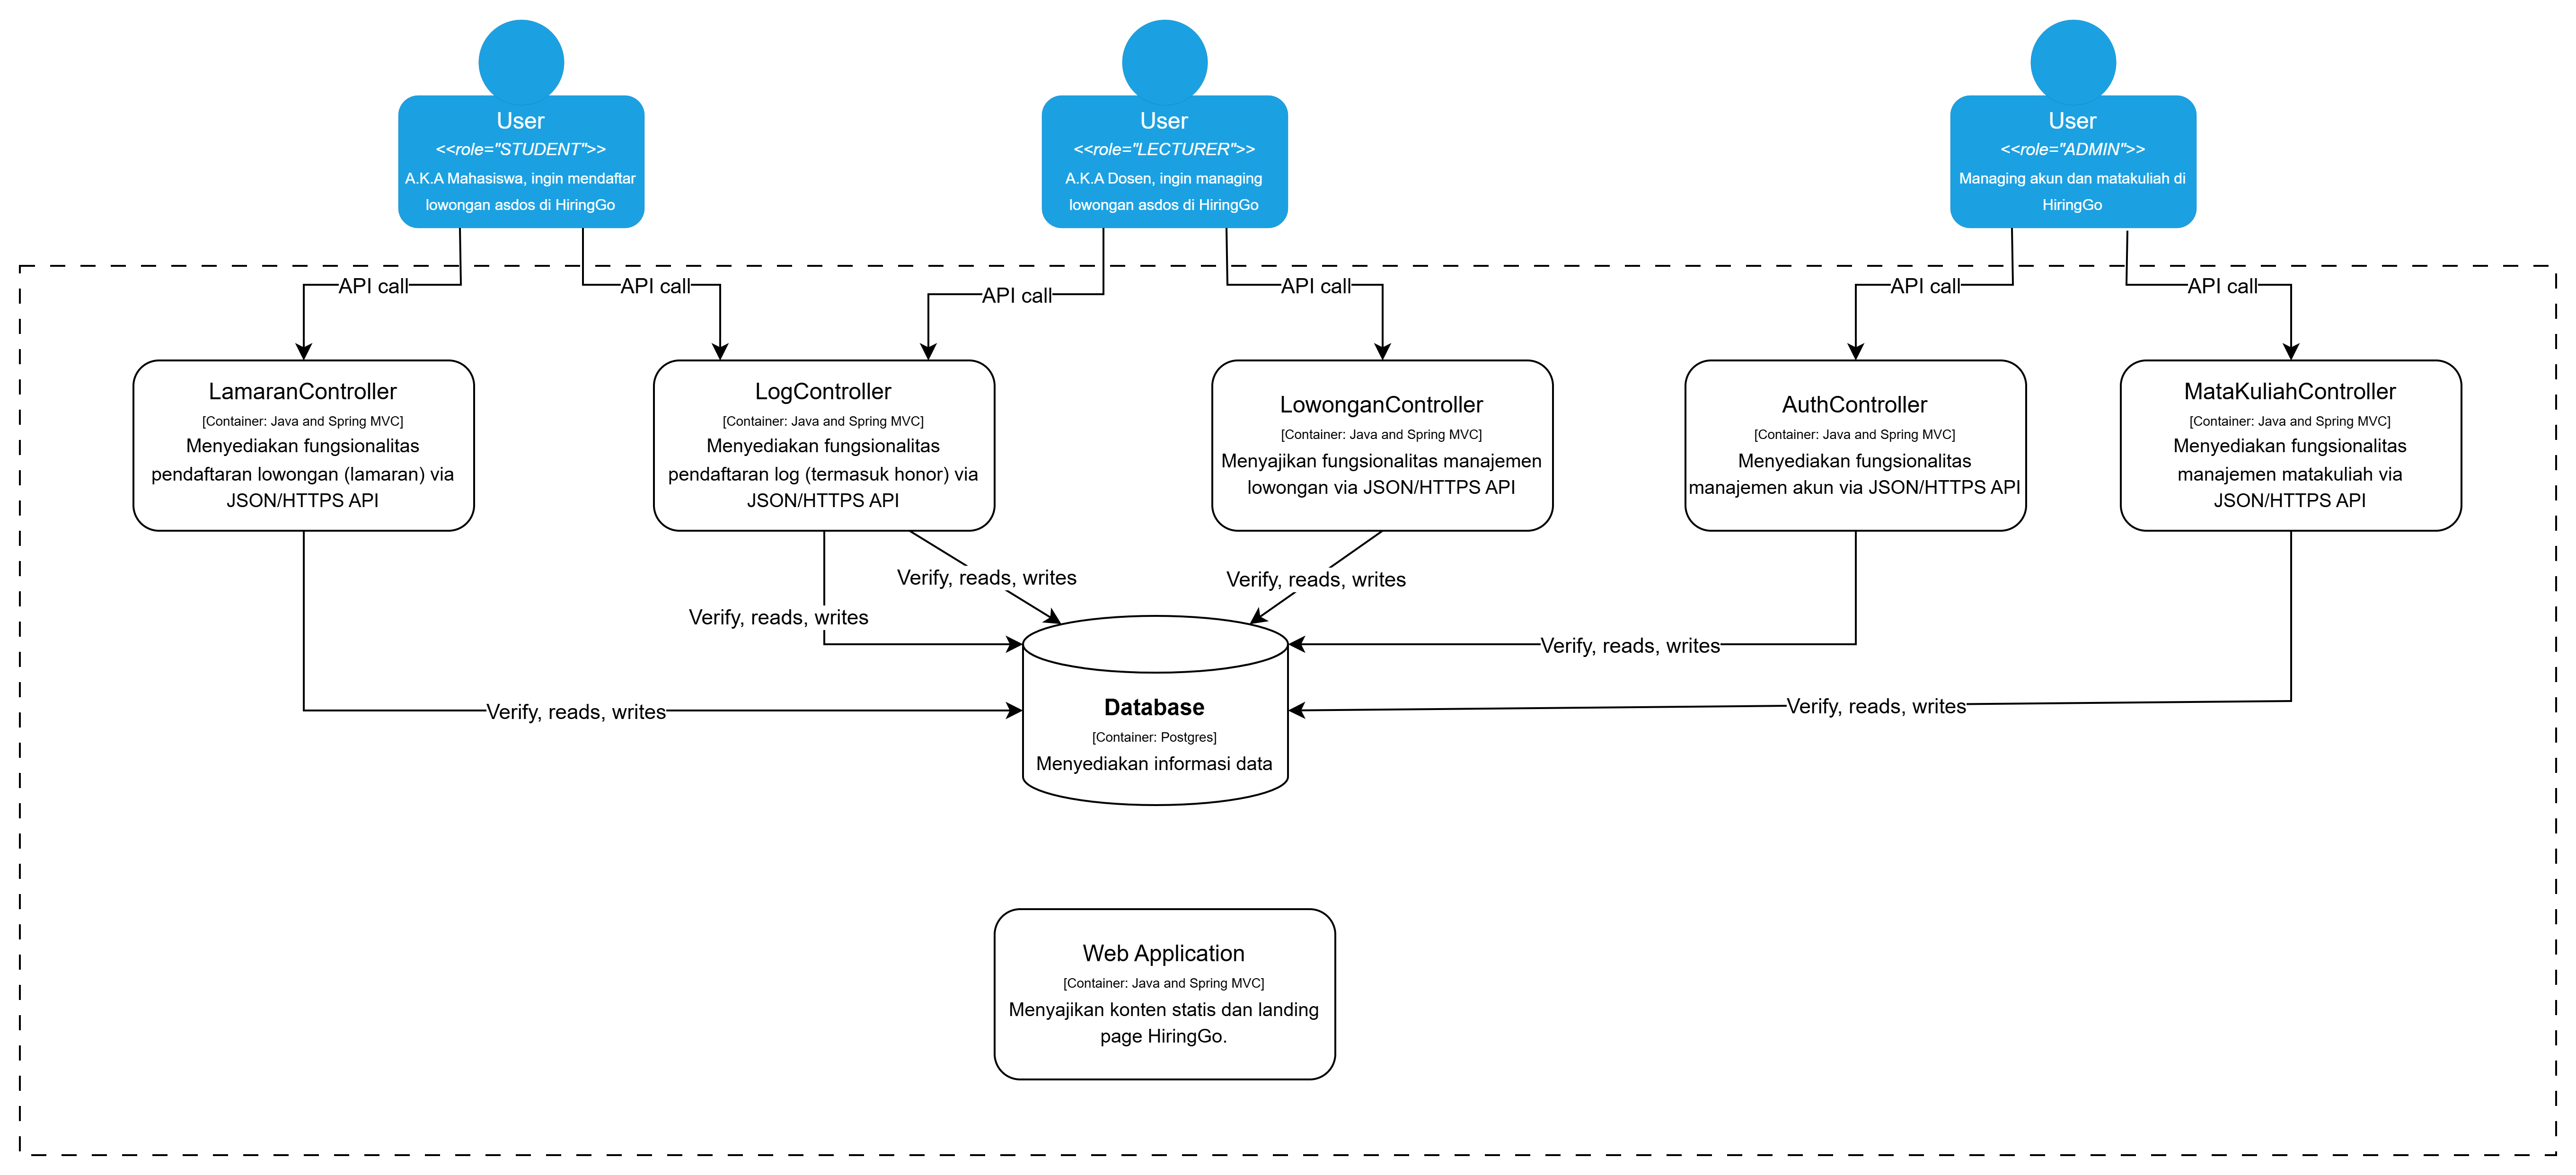 User
<<role="STUDENT">>
A.K.A Mahasiswa, ingin mendaftar
lowongan asdos di HiringGo
User
<<role="LECTURER">>
A.K.A Dosen, ingin managing
lowongan asdos di HiringGo
User
<<role="ADMIN">>
Managing akun dan matakuliah di
HiringGo
API call
API call
API call
API call
API call
API call
LamaranController
[Container: Java and Spring MVC]
Menyediakan fungsionalitas
pendaftaran lowongan (lamaran) via
JSON/HTTPS API
LogController
[Container: Java and Spring MVC]
Menyediakan fungsionalitas
pendaftaran log (termasuk honor) via
JSON/HTTPS API
LowonganController
[Container: Java and Spring MVC]
Menyajikan fungsionalitas manajemen
lowongan via JSON/HTTPS API
AuthController
[Container: Java and Spring MVC]
Menyediakan fungsionalitas
manajemen akun via JSON/HTTPS API
MataKuliahController
[Container: Java and Spring MVC]
Menyediakan fungsionalitas
manajemen matakuliah via
JSON/HTTPS API
Verify, reads, writes
Verify, reads, writes
Verify, reads, writes
Verify, reads, writes
Verify, reads, writes
Verify, reads, writes
Database
[Container: Postgres]
Menyediakan informasi data
Web Application
[Container: Java and Spring MVC]
Menyajikan konten statis dan landing
page HiringGo.